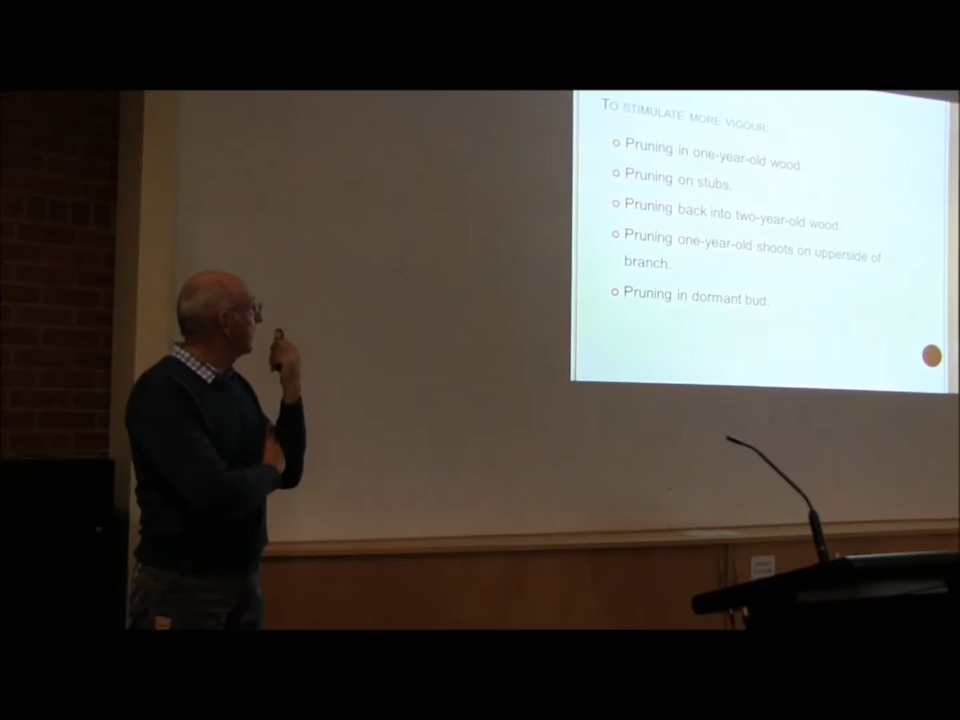 TO STIMULATE MORE VIGOUR:
Pruning in one-year-old wood.
Pruning on stubs.
Pruning back into two-year-old wood.
Pruning one-year-old shoots on upperside of
branch.
Pruning in dormant bud.